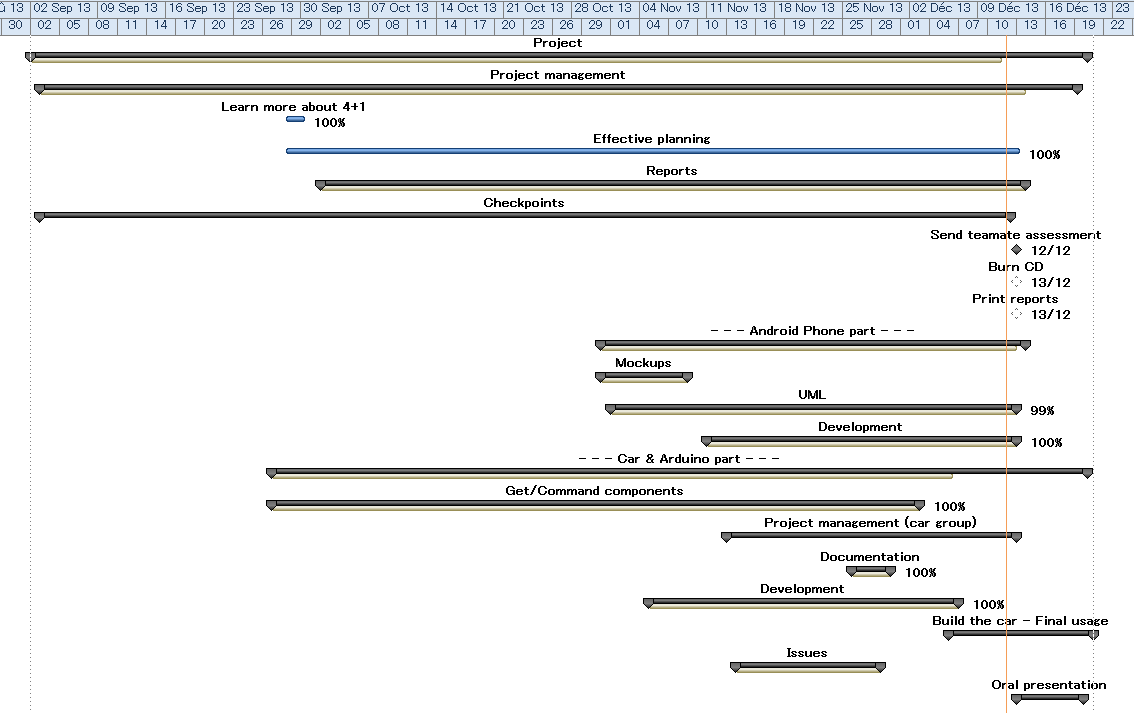 13 02 Sep 13 09 Sep 13 16 Sep 13 23 Sep 13 30 Sep 13 07 Oct 13 14 Oct 13 21 Oct 13 28 Oct 13 04 Nov 13 11 Nov 13 18 Nov 13 25 Nov 13 02 Déc 13 09 Déc 13 16 Déc 13 23
30 02 05 08 11 14 17 20 23 26 29 02 05 08 11 14 17 20 23 26 29 01 04 07 10 13 16 19 22 25 28 01 04 07 10 13 16 19 22
Project
Project management
Learn more about 4+1
100%
Effective planning
100%
Reports
Checkpoints
Send teamate assessment
12/12
Burn CD
13/12
Print reports
13/12
- - - Android Phone part - - -
Mockups
UML
99%
Development
100%
- - - Car & Arduino part - - -
Get/Command components
100%
Project management (car group)
Documentation
100%
Development
100%
Build the car - Final usage
Issues
Oral presentation